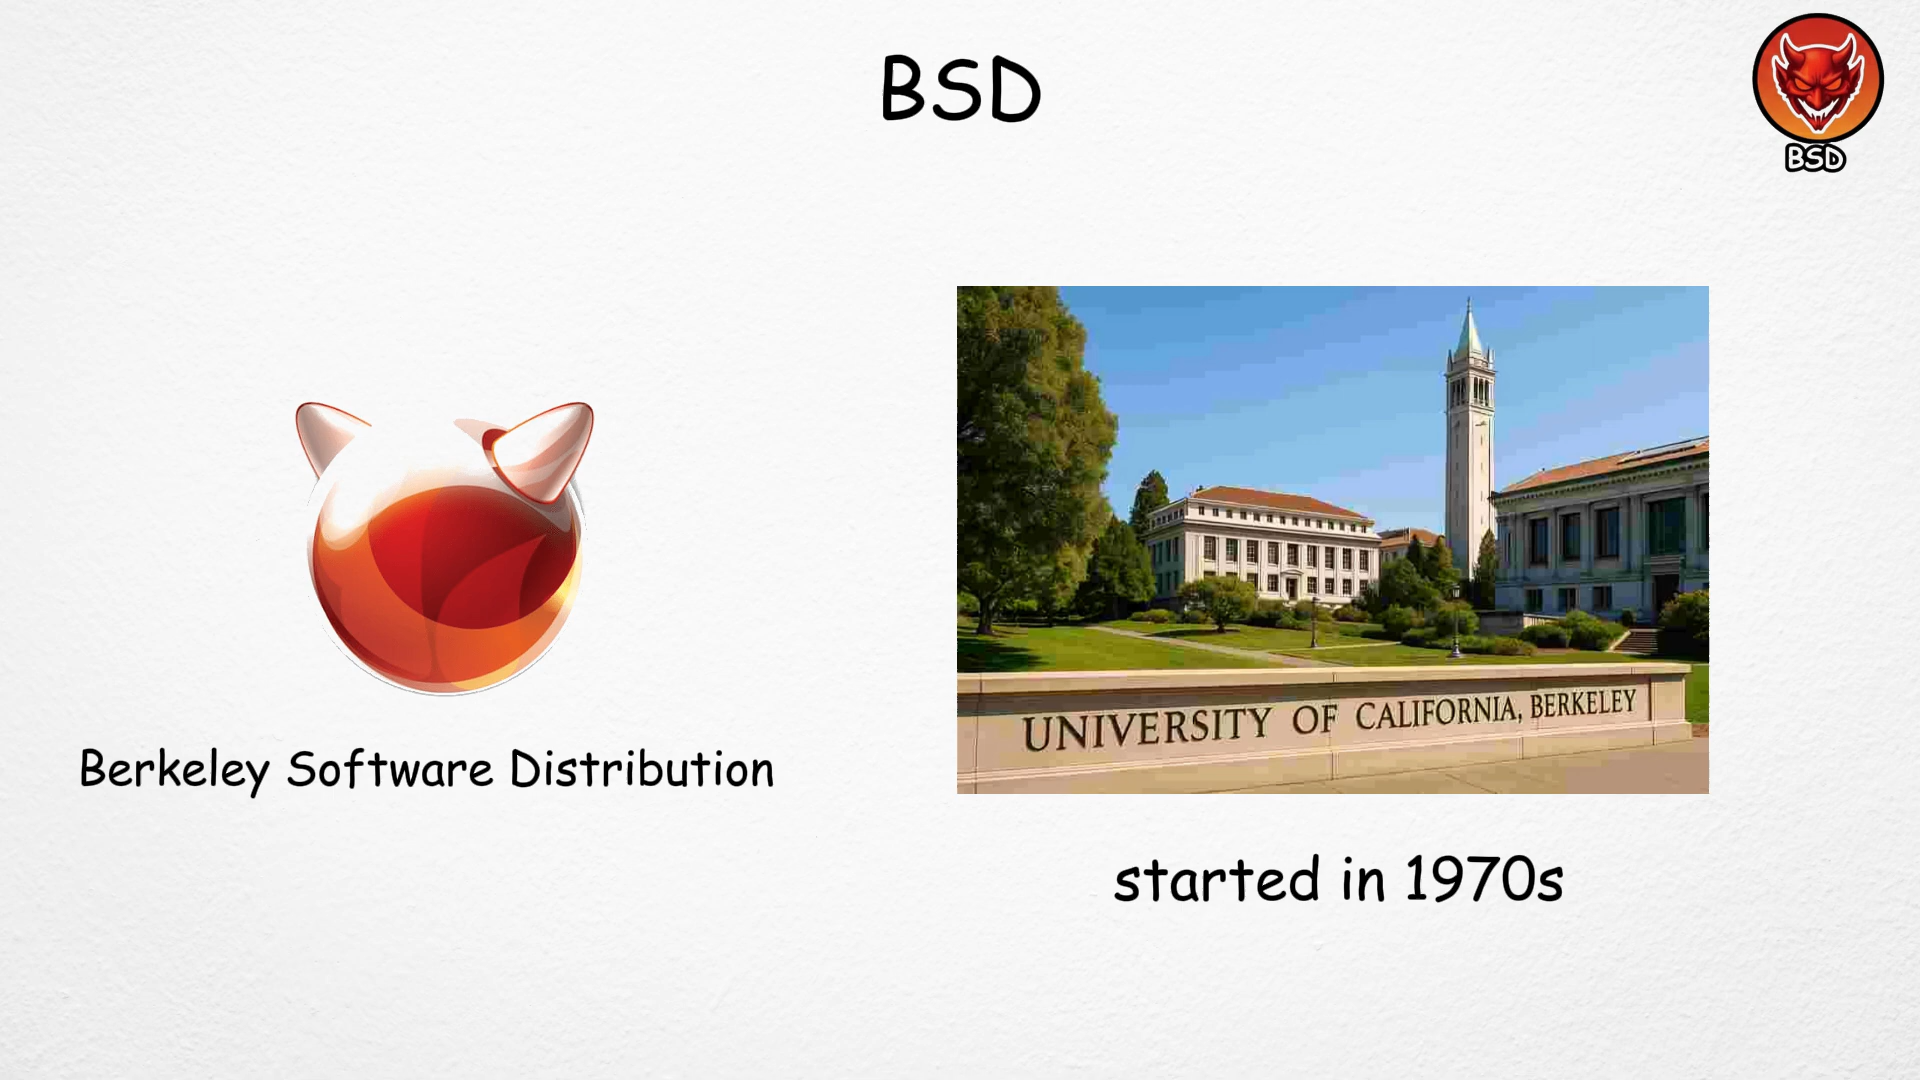 BSD
BSD
UNIVERSITY OF CALIFORNIA, BERKELEY
Berkeley Software Distribution
started in 1970s